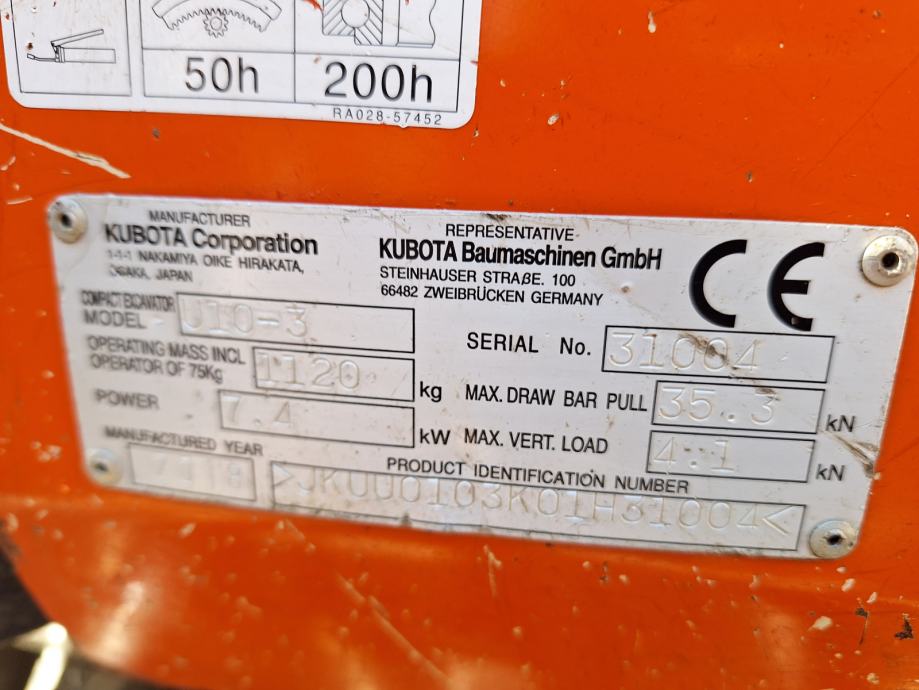 50h
200h
RA028-57452
MANUFACTURER
KUBOTA Corporation
1-1-1 NAKAMIYA OIKE HIRAKATA,
OSAKA, JAPAN
REPRESENTATIVE
KUBOTA Baumaschinen GmbH
STEINHAUSER STRAßE. 100
66482 ZWEIBRÜCKEN GERMANY
CE
COMPACT EXCAVATOR
MODEL U10-3
OPERATING MASS INCL
OPERATOR OF 75Kg 1120 kg
POWER 7.4 kW
MANUFACTURED YEAR
SERIAL No. 31004
MAX. DRAW BAR PULL 35.3 kN
MAX. VERT. LOAD 4.1 kN
PRODUCT IDENTIFICATION NUMBER
>JKUU0103K01H31004<